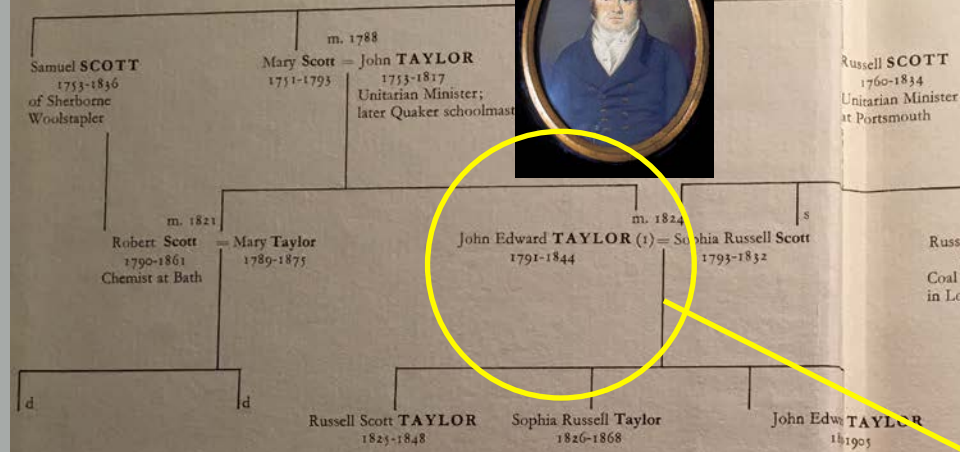 m. 1788
Samuel SCOTT
1753-1836
of Sherborne
Woolstapler
Mary Scott = John TAYLOR
1751-1793
1753-1817
Unitarian Minister;
later Quaker schoolmast
Russell SCOTT
1760-1834
Unitarian Minister
at Portsmouth
m. 1821
Robert Scott = Mary Taylor
1790-1861
1789-1875
Chemist at Bath
m. 1824
s
John Edward TAYLOR (1) = Sophia Russell Scott
1791-1844
1793-1832
Russ
Coal
in Lo
d
d
Russell Scott TAYLOR
1825-1848
Sophia Russell Taylor
1826-1868
John Edw TAYLOR
1905